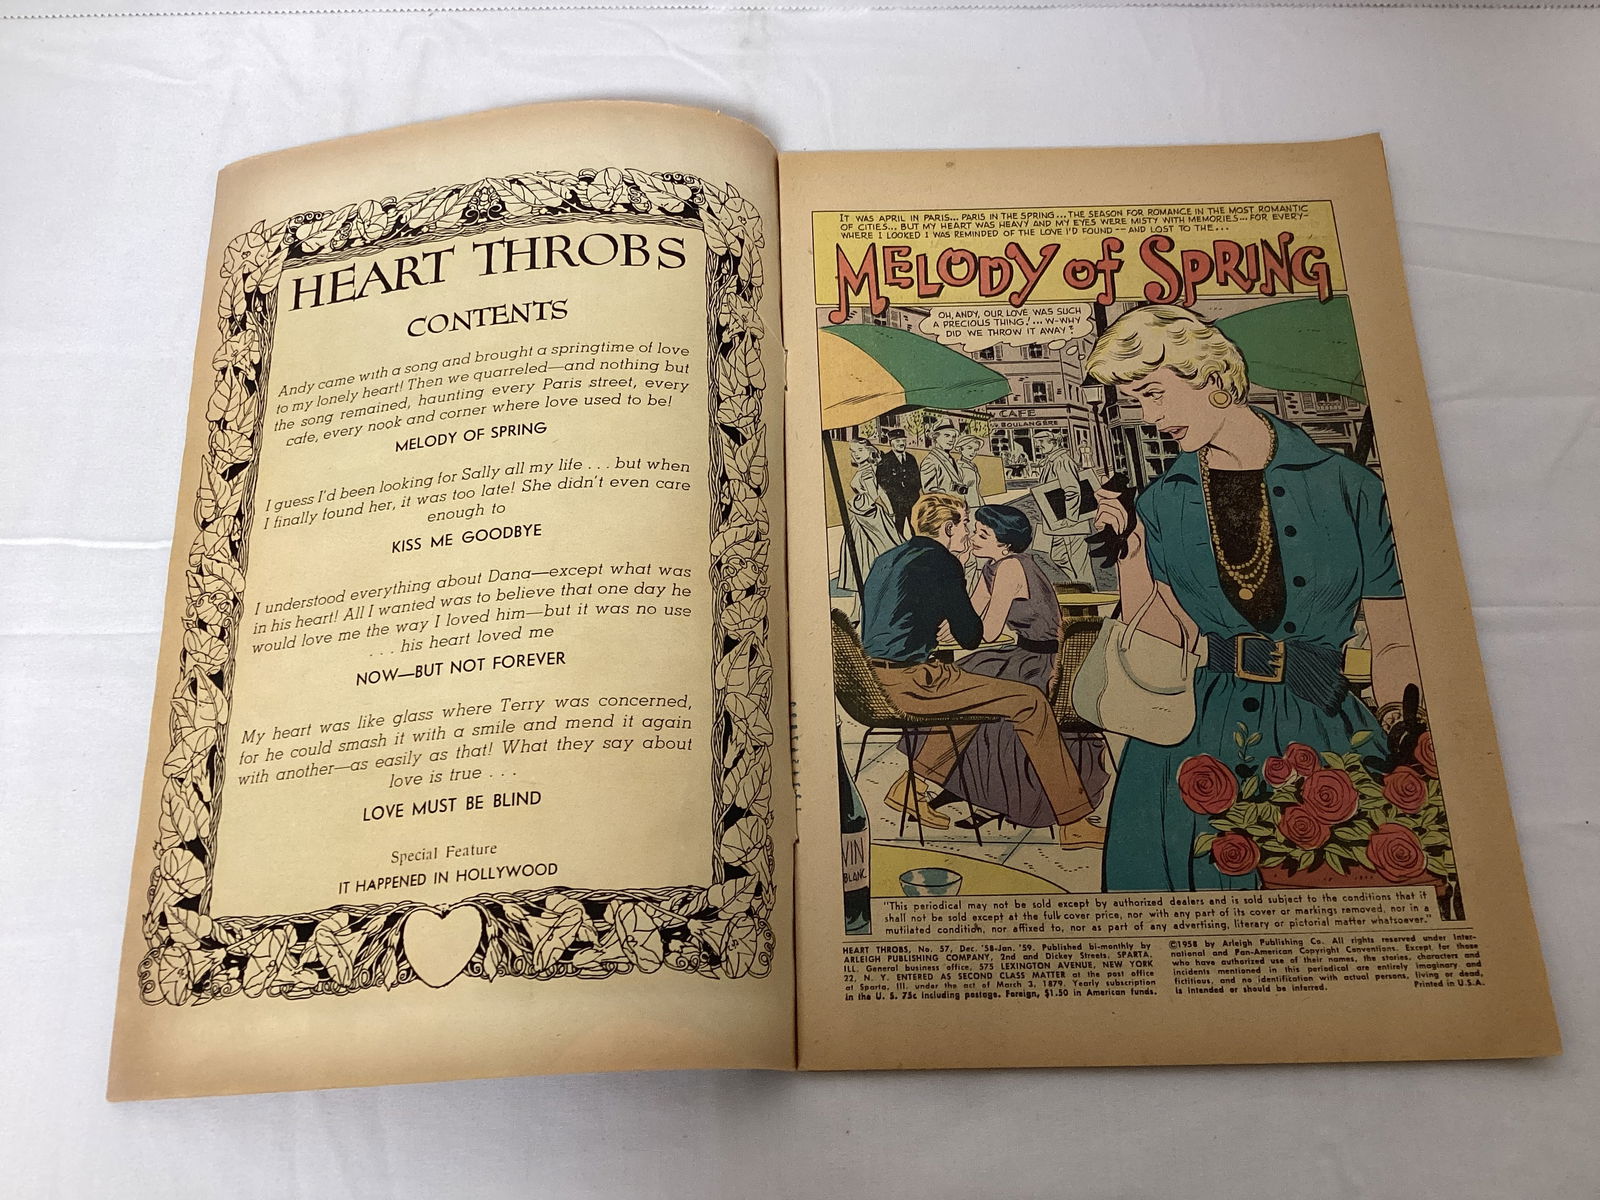 HEART THROBS
CONTENTS
Andy came with a song and brought a springtime of love
to my lonely heart! Then we quarreled—and nothing but
the song remained, haunting every Paris street, every
cafe, every nook and corner where love used to be!
MELODY OF SPRING
I guess I'd been looking for Sally all my life . . . but when
I finally found her, it was too late! She didn't even care
enough to
KISS ME GOODBYE
I understood everything about Dana—except what was
in his heart! All I wanted was to believe that one day he
would love me the way I loved him—but it was no use
. . . his heart loved me
NOW—BUT NOT FOREVER
My heart was like glass where Terry was concerned,
for he could smash it with a smile and mend it again
with another—as easily as that! What they say about
love is true . . .
LOVE MUST BE BLIND
Special Feature
IT HAPPENED IN HOLLYWOOD
IT WAS APRIL IN PARIS... PARIS IN THE SPRING... THE SEASON FOR ROMANCE IN THE MOST ROMANTIC
OF CITIES... BUT MY HEART WAS HEAVY AND MY EYES WERE MISTY WITH MEMORIES... FOR EVERY-
WHERE I LOOKED I WAS REMINDED OF THE LOVE I'D FOUND -- AND LOST TO THE...
MELODY of SPRING
OH, ANDY, OUR LOVE WAS SUCH
A PRECIOUS THING!... W-WHY
DID WE THROW IT AWAY?
CAFE
BOULANGÈRE
VIN
BLANC
"This periodical may not be sold except by authorized dealers and is sold subject to the conditions that it
shall not be sold except at the full cover price, nor with any part of its cover or markings removed, nor in a
mutilated condition, nor affixed to, nor as part of any advertising, literary or pictorial matter whatsoever."
HEART THROBS, No. 57, Dec. '58-Jan. '59. Published bi-monthly by
ARLEIGH PUBLISHING COMPANY, 2nd and Dickey Streets, SPARTA,
ILL. General business office, 575 LEXINGTON AVENUE, NEW YORK
22, N. Y. ENTERED AS SECOND CLASS MATTER at the post office
at Sparta, Ill. under the act of March 3, 1879. Yearly subscription
in the U. S. 75c including postage. Foreign, $1.50 in American funds.
©1958 by Arleigh Publishing Co. All rights reserved under Inter-
national and Pan-American Copyright Conventions. Except for those
who have authorized use of their names, the stories, characters and
incidents mentioned in this periodical are entirely imaginary and
fictitious, and no identification with actual persons, living or dead,
is intended or should be inferred. Printed in U.S.A.